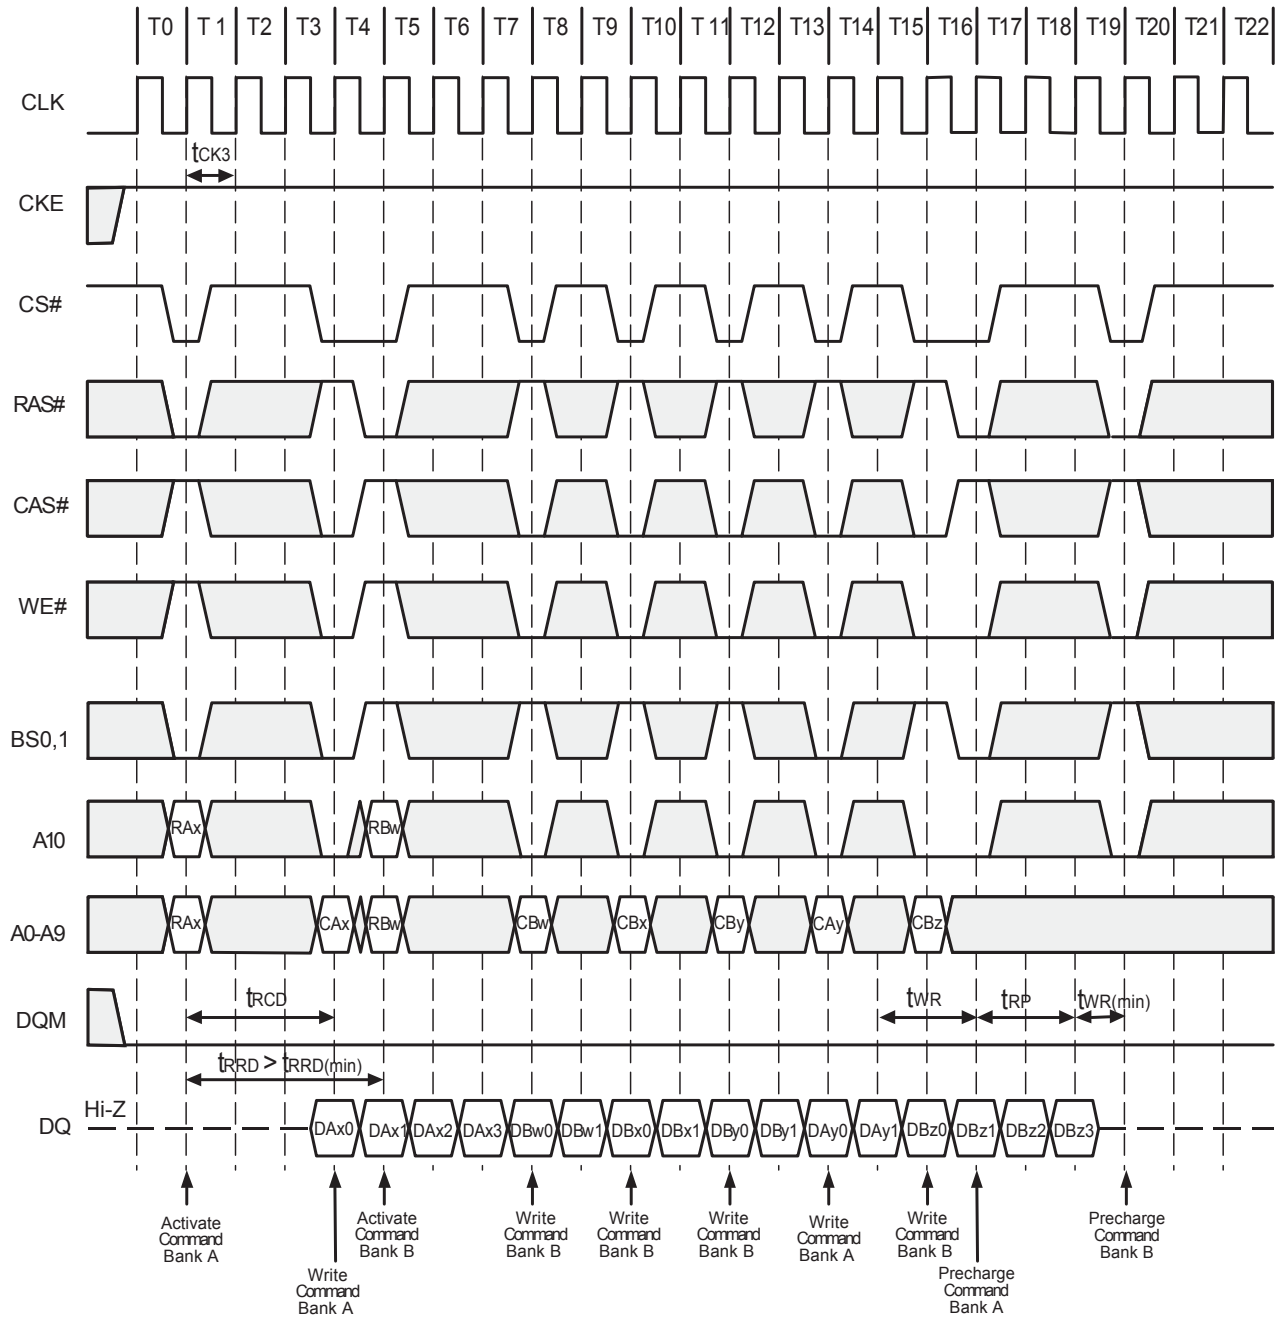 T0 T 1 T2 T3 T4 T5 T6 T7 T8 T9 T10 T 11 T12 T13 T14 T15 T16 T17 T18 T19 T20 T21 T22
CLK
tCK3
CKE
CS#
RAS#
CAS#
WE#
BS0,1
A10 RAx RBw
A0-A9 RAx CAx RBw CBw CBx CBy CAy CBz
DQM tRCD tWR tRP tWR(min)
tRRD > tRRD(min)
Hi-Z
DQ DAx0 DAx1 DAx2 DAx3 DBw0 DBw1 DBx0 DBx1 DBy0 DBy1 DAy0 DAy1 DBz0 DBz1 DBz2 DBz3
Activate
Command
Bank A
Write
Command
Bank A
Activate
Command
Bank B
Write
Command
Bank B
Write
Command
Bank B
Write
Command
Bank B
Write
Command
Bank A
Write
Command
Bank B
Precharge
Command
Bank A
Precharge
Command
Bank B